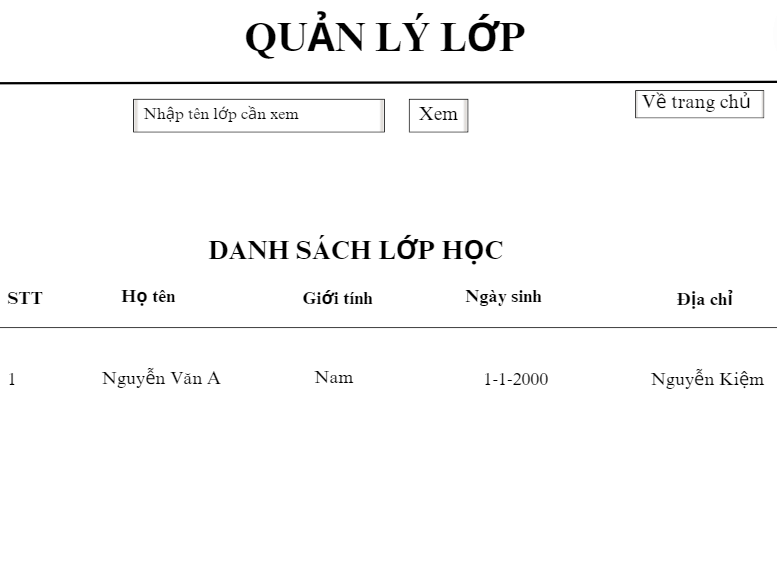 QUẢN LÝ LỚP
Nhập tên lớp cần xem Xem Về trang chủ
DANH SÁCH LỚP HỌC
STT Họ tên Giới tính Ngày sinh Địa chỉ
1 Nguyễn Văn A Nam 1-1-2000 Nguyễn Kiệm